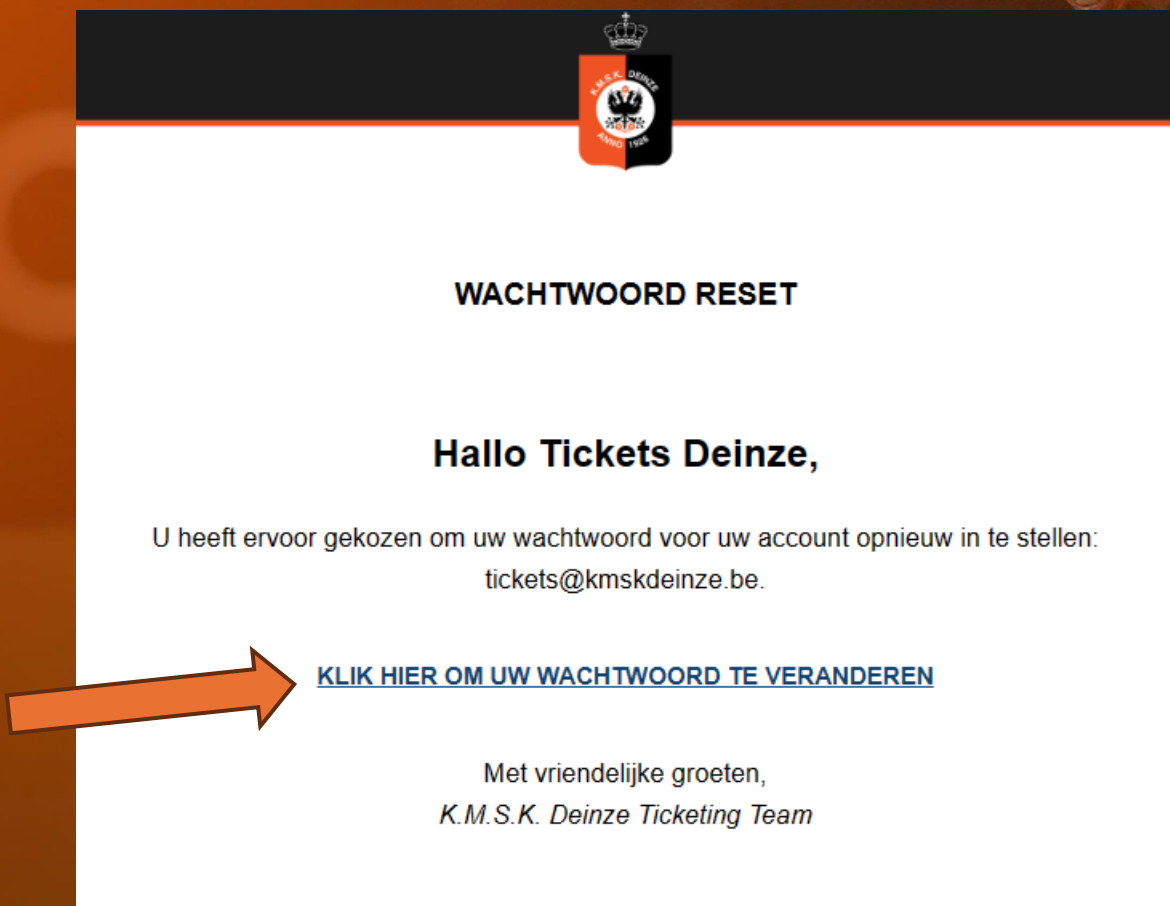 K.M.S.K. DEINZE
ANNO 1926
WACHTWOORD RESET
Hallo Tickets Deinze,
U heeft ervoor gekozen om uw wachtwoord voor uw account opnieuw in te stellen:
tickets@kmskdeinze.be.
KLIK HIER OM UW WACHTWOORD TE VERANDEREN
Met vriendelijke groeten,
K.M.S.K. Deinze Ticketing Team